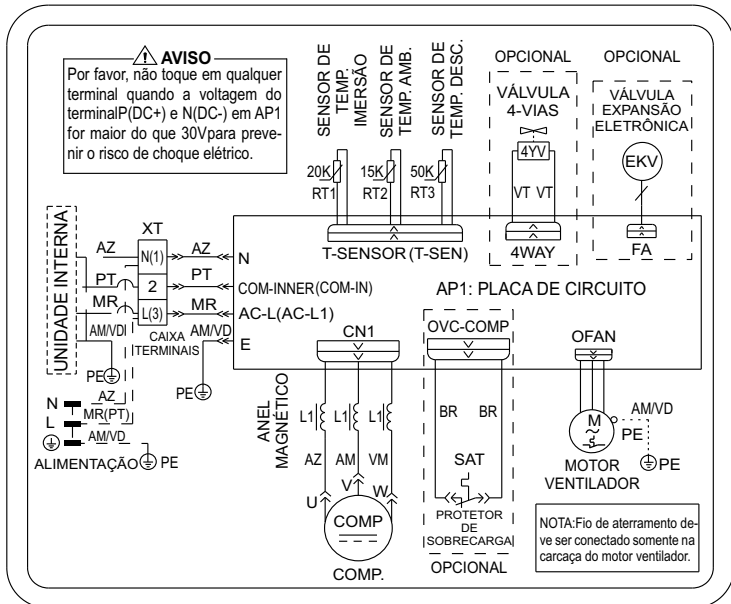 AVISO
Por favor, não toque em qualquer
terminal quando a voltagem do
terminalP(DC+) e N(DC-) em AP1
for maior do que 30Vpara preve-
nir o risco de choque elétrico.
SENSOR DE
TEMP.
IMERSÃO
SENSOR DE
TEMP. AMB.
SENSOR DE
TEMP. DESC.
OPCIONAL
VÁLVULA
4-VIAS
4YV
VT VT
4WAY
OPCIONAL
VÁLVULA
EXPANSÃO
ELETRÔNICA
EKV
FA
20K
RT1
15K
RT2
50K
RT3
T-SENSOR (T-SEN)
UNIDADE INTERNA
XT
AZ
N(1)
AZ
N
PT
2
PT
COM-INNER(COM-IN)
MR
L(3)
MR
AC-L(AC-L1)
AM/VD
CAIXA
TERMINAIS
AM/VD
E
PE
PE
AP1: PLACA DE CIRCUITO
CN1
OVC-COMP
OFAN
N
AZ
L
MR(PT)
AM/VD
ALIMENTAÇÃO
PE
ANEL
MAGNÉTICO
L1
L1
L1
AZ
AM
VM
U
V
W
COMP
COMP.
BR
BR
SAT
PROTETOR
DE
SOBRECARGA
OPCIONAL
M
AM/VD
PE
PE
MOTOR
VENTILADOR
NOTA:Fio de aterramento de-
ve ser conectado somente na
carcaça do motor ventilador.